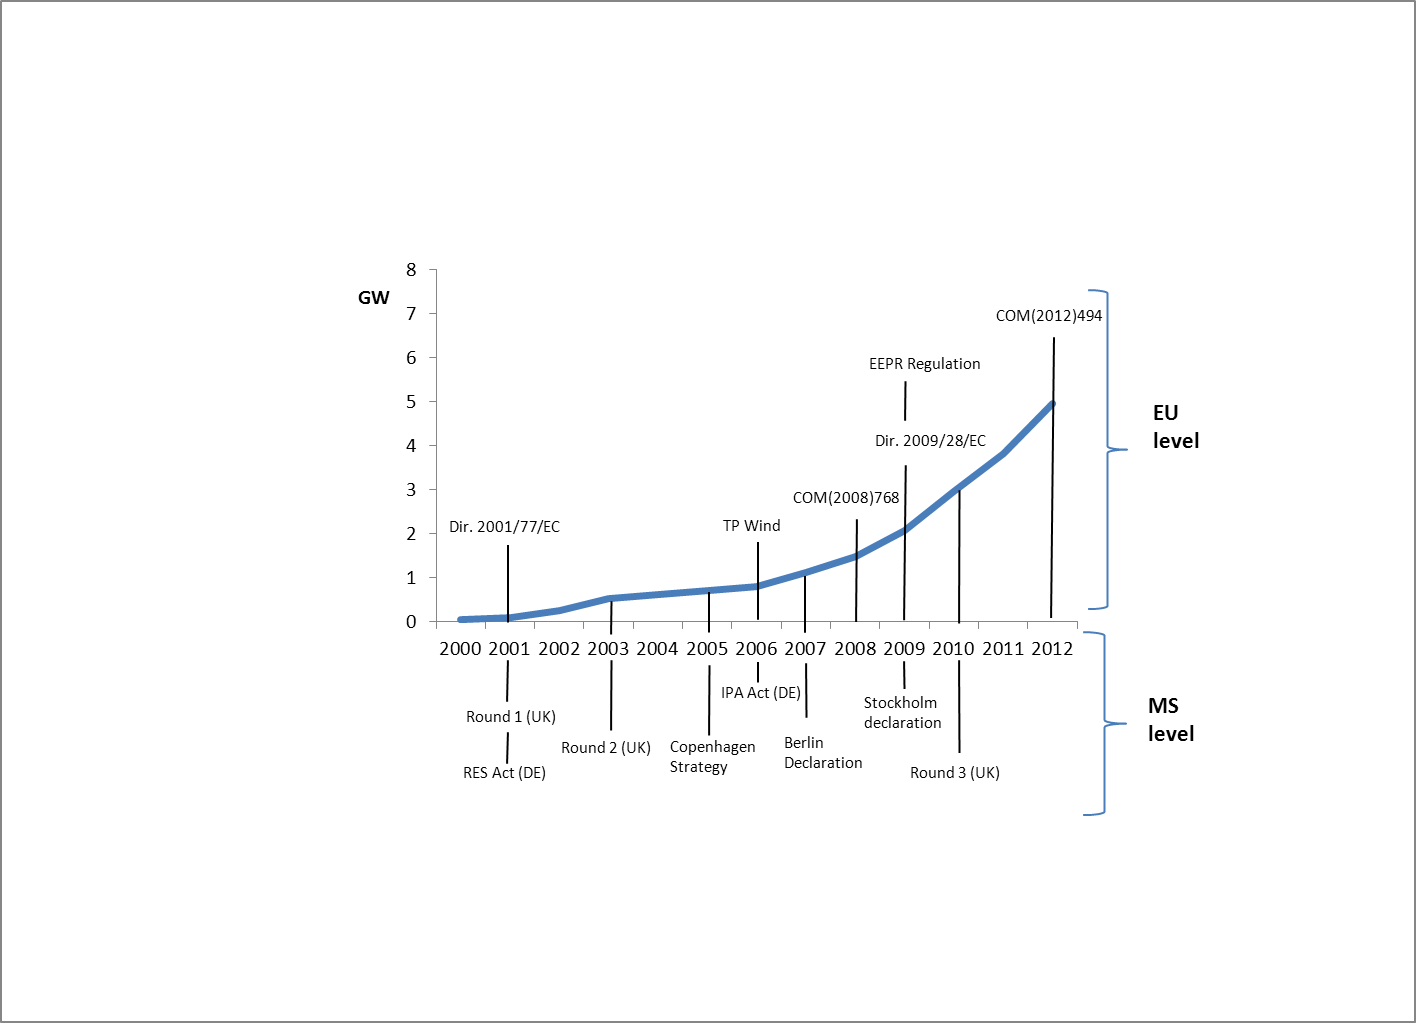 8
GW
7
COM(2012)494
6
EEPR Regulation
5
EU
level
4
Dir. 2009/28/EC
3
COM(2008)768
2
Dir. 2001/77/EC
TP Wind
1
0
2000 2001 2002 2003 2004 2005 2006 2007 2008 2009 2010 2011 2012
IPA Act (DE)
Stockholm
declaration
MS
level
Round 1 (UK)
Round 2 (UK)
Copenhagen
Strategy
Berlin
Declaration
RES Act (DE)
Round 3 (UK)